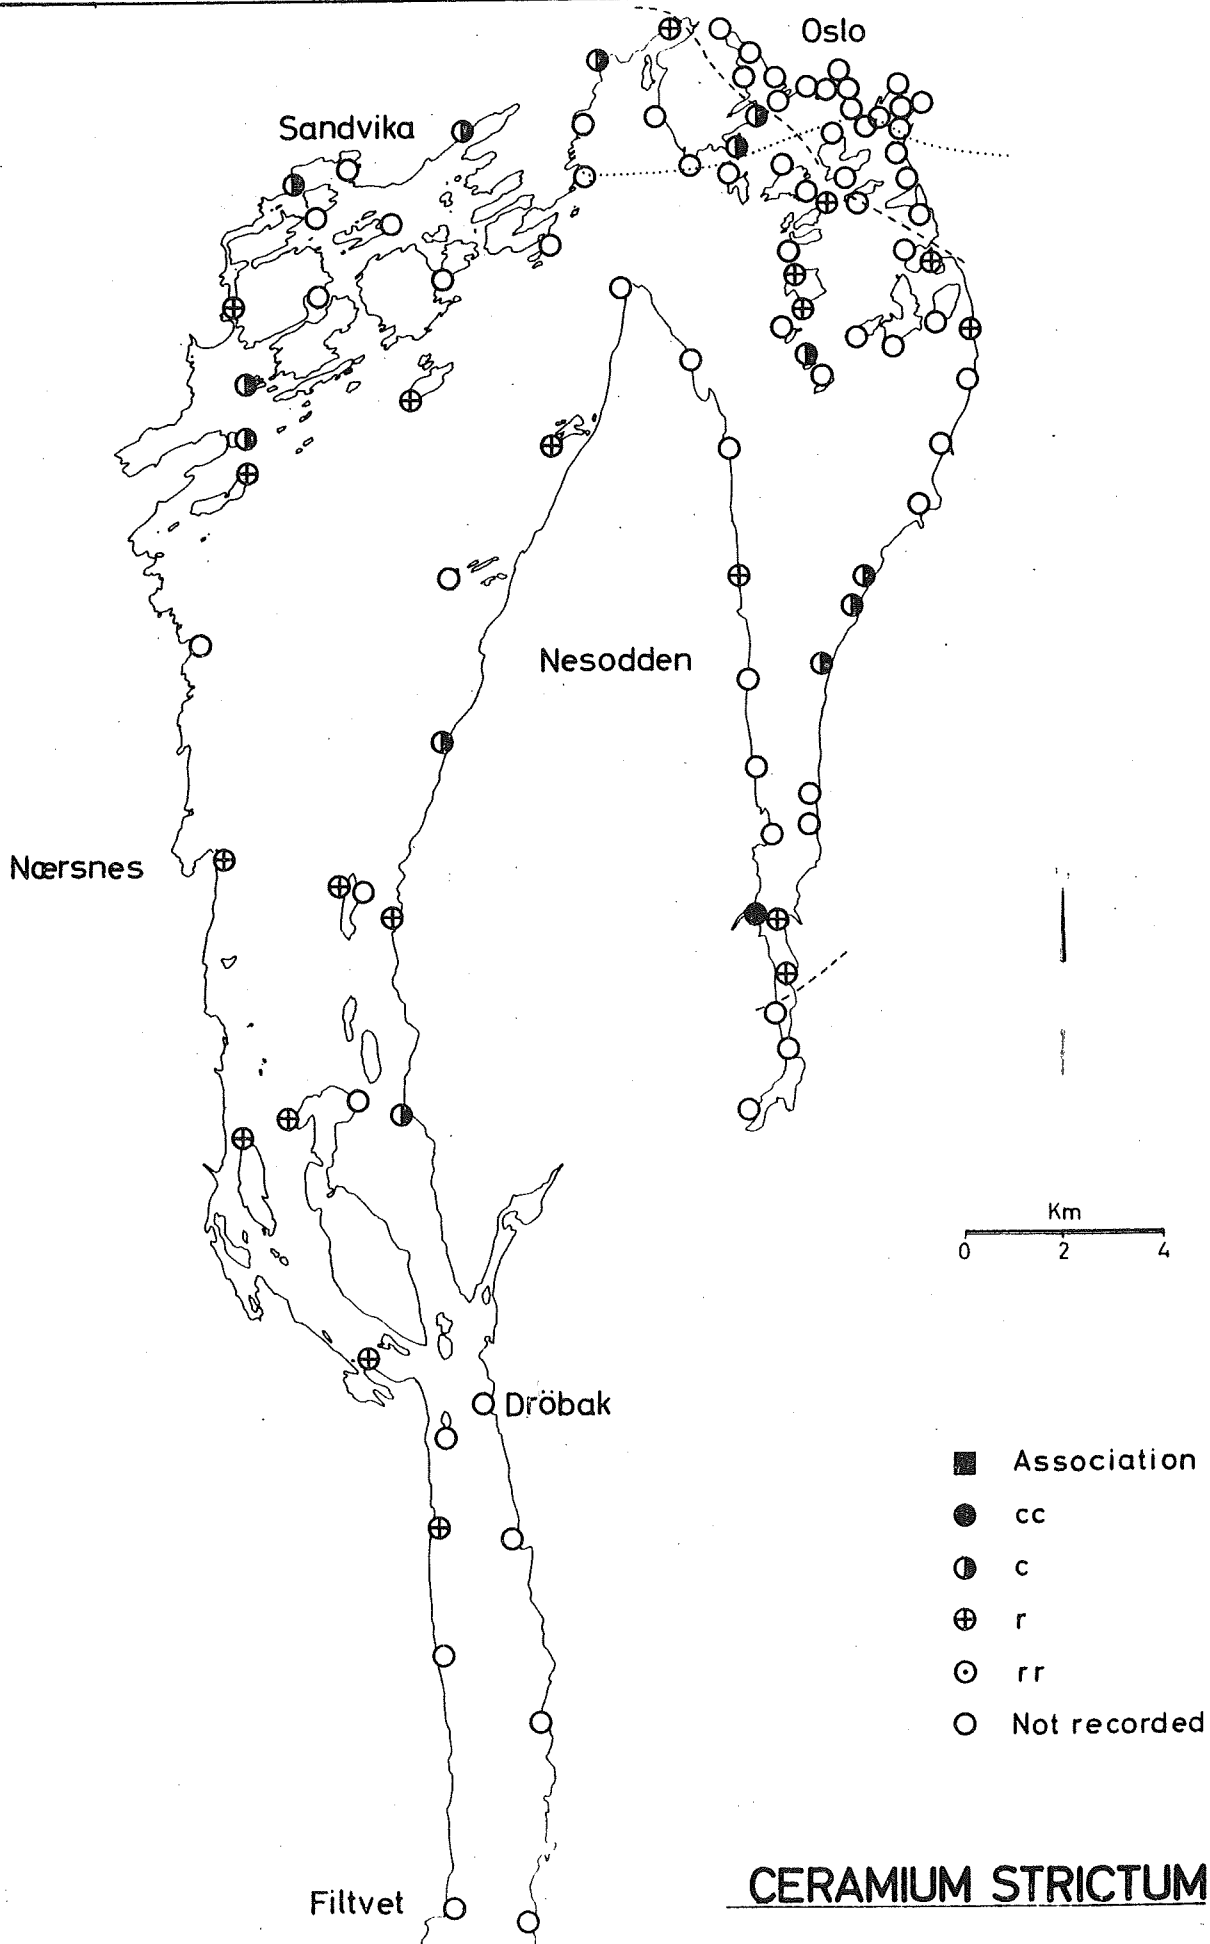 Oslo
Sandvika
Nesodden
Nærsnes
Km
0 2 4
Dröbak
Association
cc
c
r
rr
Not recorded
Filtvet
CERAMIUM STRICTUM